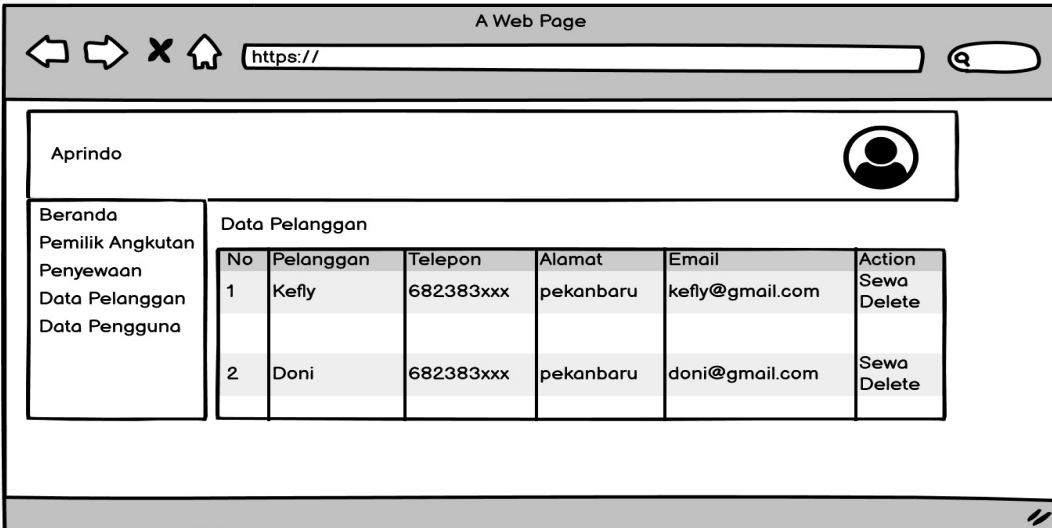 A Web Page
https://
Aprindo
Beranda
Pemilik Angkutan
Penyewaan
Data Pelanggan
Data Pengguna
Data Pelanggan
No Pelanggan Telepon Alamat Email Action
1 Kefly 682383xxx pekanbaru kefly@gmail.com Sewa
Delete
2 Doni 682383xxx pekanbaru doni@gmail.com Sewa
Delete